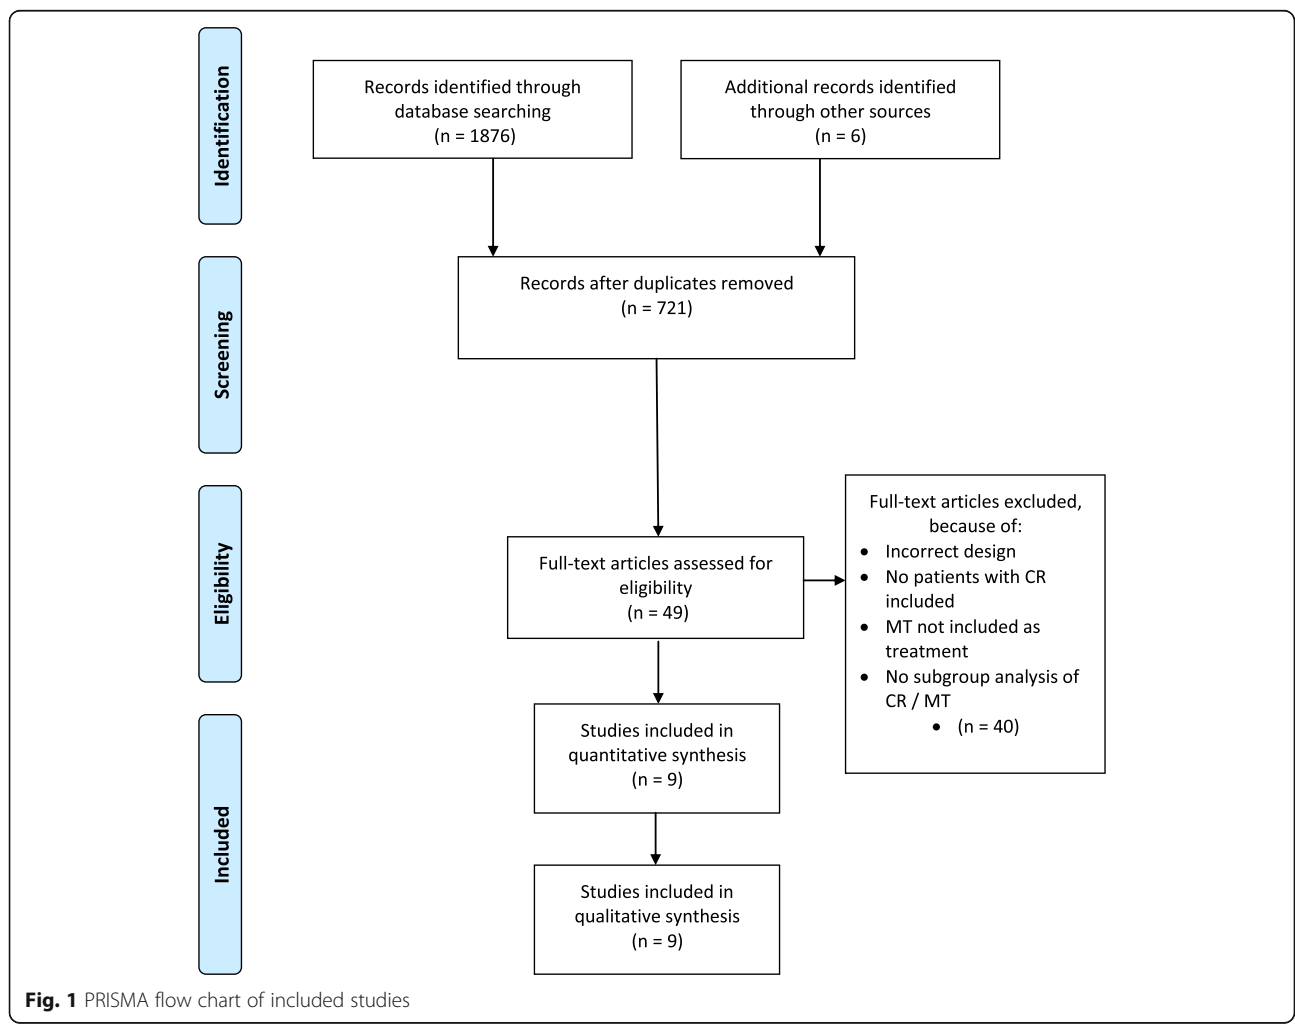 Identification
Records identified through
database searching
(n = 1876)
Additional records identified
through other sources
(n = 6)
Screening
Records after duplicates removed
(n = 721)
Eligibility
Full-text articles assessed for
eligibility
(n = 49)
Full-text articles excluded,
because of:
• Incorrect design
• No patients with CR
included
• MT not included as
treatment
• No subgroup analysis of
CR / MT
• (n = 40)
Included
Studies included in
quantitative synthesis
(n = 9)
Studies included in
qualitative synthesis
(n = 9)
Fig. 1 PRISMA flow chart of included studies